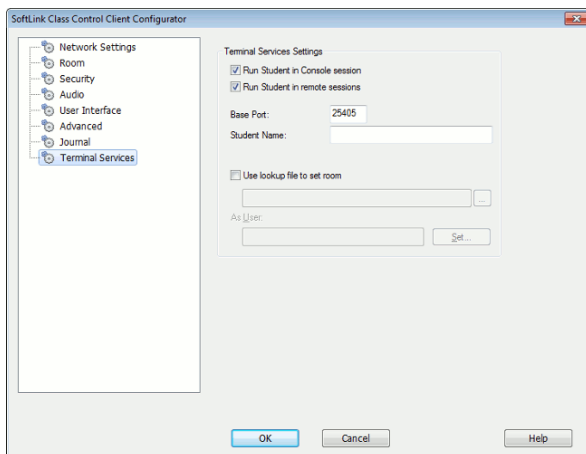 SoftLink Class Control Client Configurator
Network Settings
Room
Security
Audio
User Interface
Advanced
Journal
Terminal Services
Terminal Services Settings
Run Student in Console session
Run Student in remote sessions
Base Port: 25405
Student Name:
Use lookup file to set room
...
As User:
Set...
OK Cancel Help